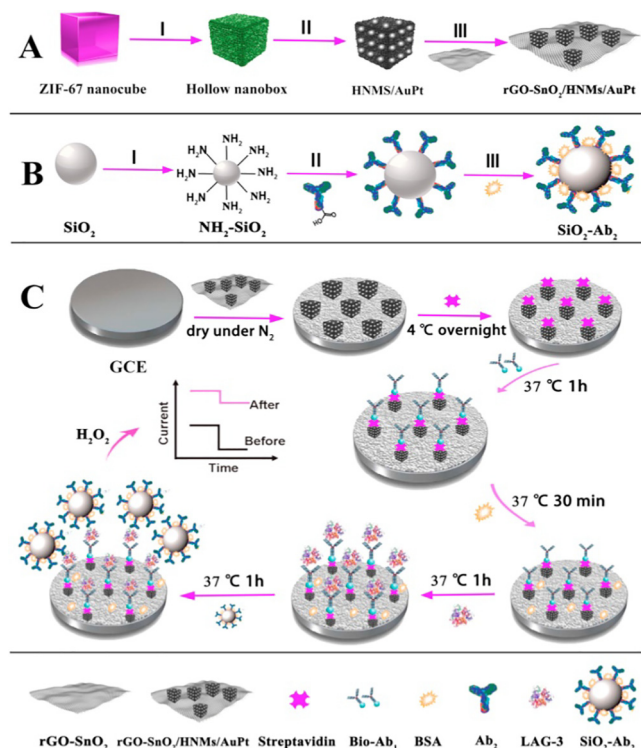 A
I
II
III
ZIF-67 nanocube
Hollow nanobox
HNMS/AuPt
rGO-SnO2/HNMs/AuPt
B
I
II
III
NH2
H2N
NH2
H2N
NH2
H2N
NH2
H2N
HO
O
SiO2
NH2-SiO2
SiO2-Ab2
C
GCE
dry under N2
4 ℃ overnight
37 ℃ 1h
H2O2
Current
After
Before
Time
37 ℃ 30 min
37 ℃ 1h
37 ℃ 1h
rGO-SnO2
rGO-SnO2/HNMs/AuPt
Streptavidin
Bio-Ab1
BSA
Ab2
LAG-3
SiO2-Ab2